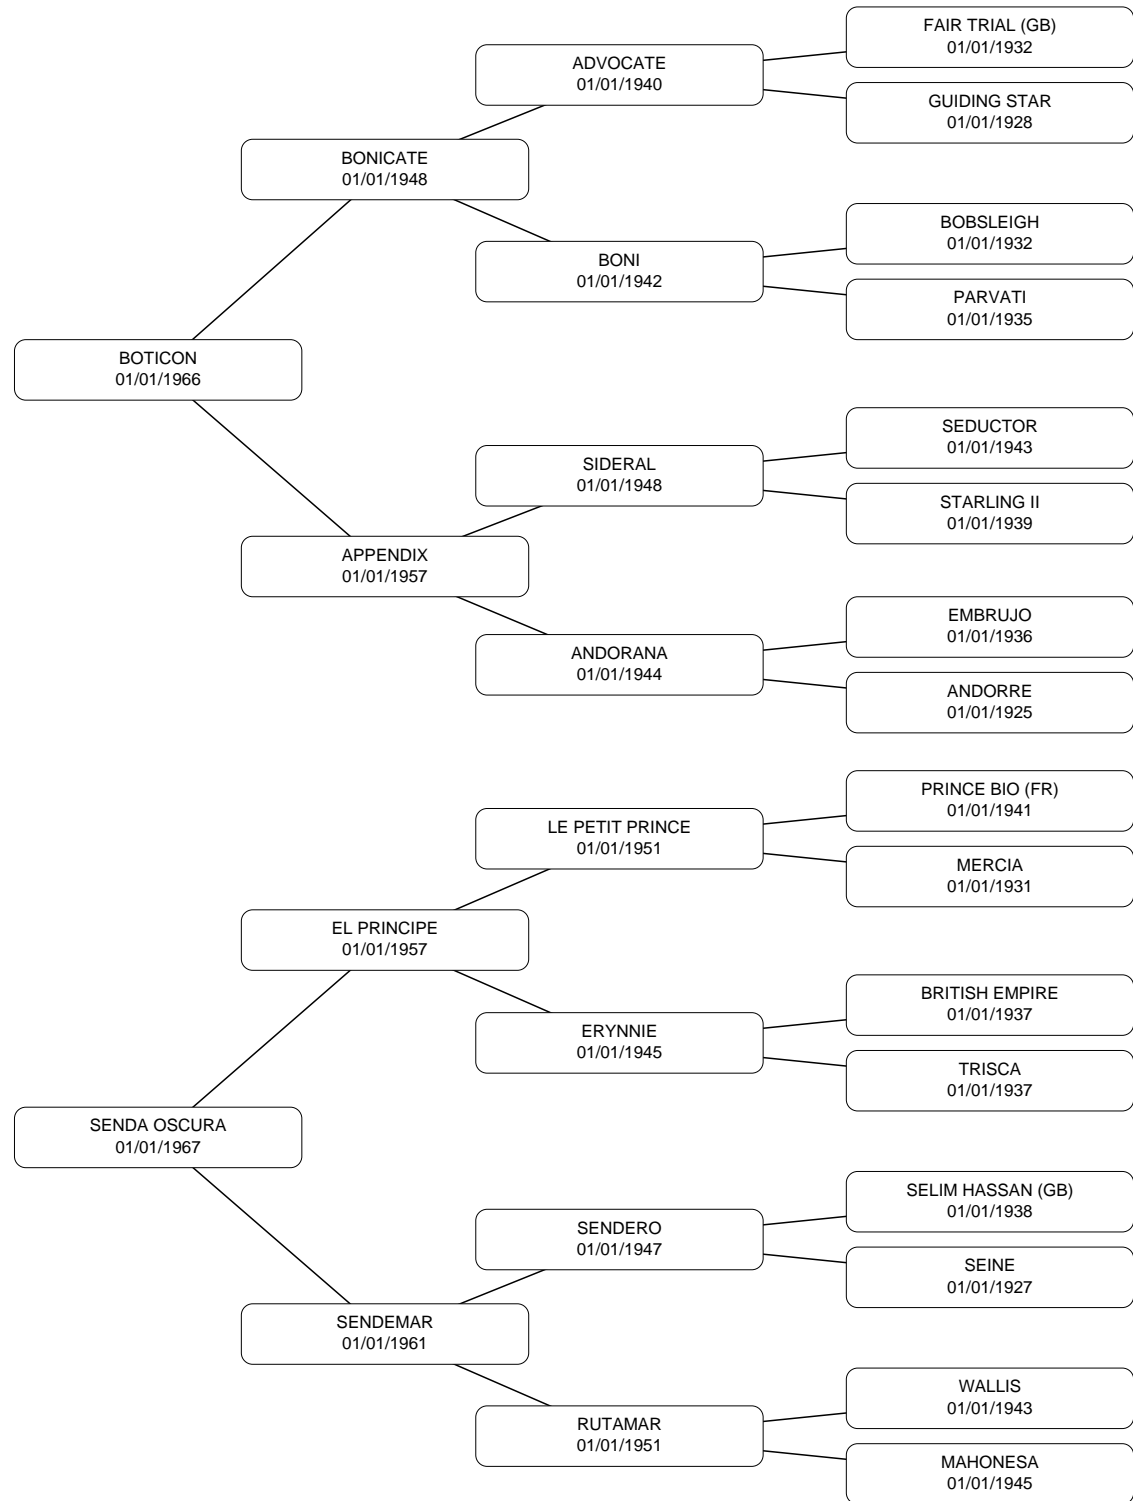 FAIR TRIAL (GB)
01/01/1932
ADVOCATE
01/01/1940
GUIDING STAR
01/01/1928
BONICATE
01/01/1948
BOBSLEIGH
01/01/1932
BONI
01/01/1942
PARVATI
01/01/1935
BOTICON
01/01/1966
SEDUCTOR
01/01/1943
SIDERAL
01/01/1948
STARLING II
01/01/1939
APPENDIX
01/01/1957
EMBRUJO
01/01/1936
ANDORANA
01/01/1944
ANDORRE
01/01/1925
PRINCE BIO (FR)
01/01/1941
LE PETIT PRINCE
01/01/1951
MERCIA
01/01/1931
EL PRINCIPE
01/01/1957
BRITISH EMPIRE
01/01/1937
ERYNNIE
01/01/1945
TRISCA
01/01/1937
SENDA OSCURA
01/01/1967
SELIM HASSAN (GB)
01/01/1938
SENDERO
01/01/1947
SEINE
01/01/1927
SENDEMAR
01/01/1961
WALLIS
01/01/1943
RUTAMAR
01/01/1951
MAHONESA
01/01/1945